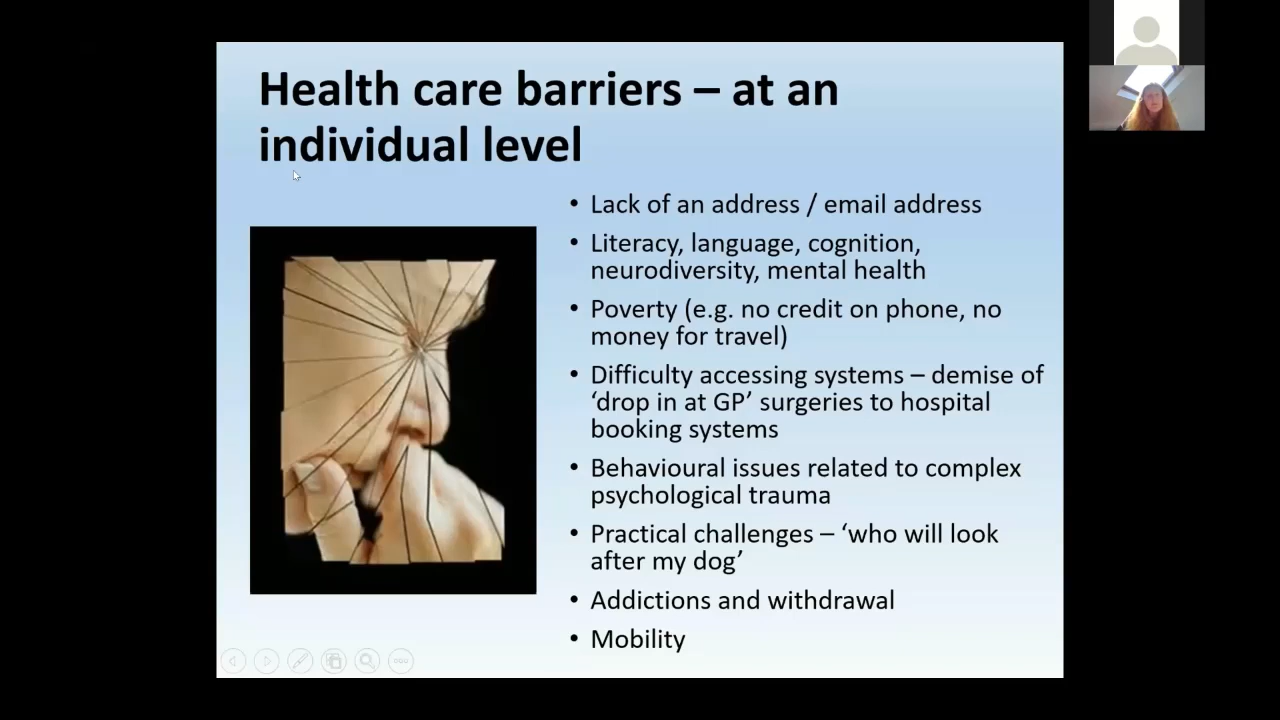 Health care barriers – at an
individual level
• Lack of an address / email address
• Literacy, language, cognition,
neurodiversity, mental health
• Poverty (e.g. no credit on phone, no
money for travel)
• Difficulty accessing systems – demise of
‘drop in at GP’ surgeries to hospital
booking systems
• Behavioural issues related to complex
psychological trauma
• Practical challenges – ‘who will look
after my dog’
• Addictions and withdrawal
• Mobility